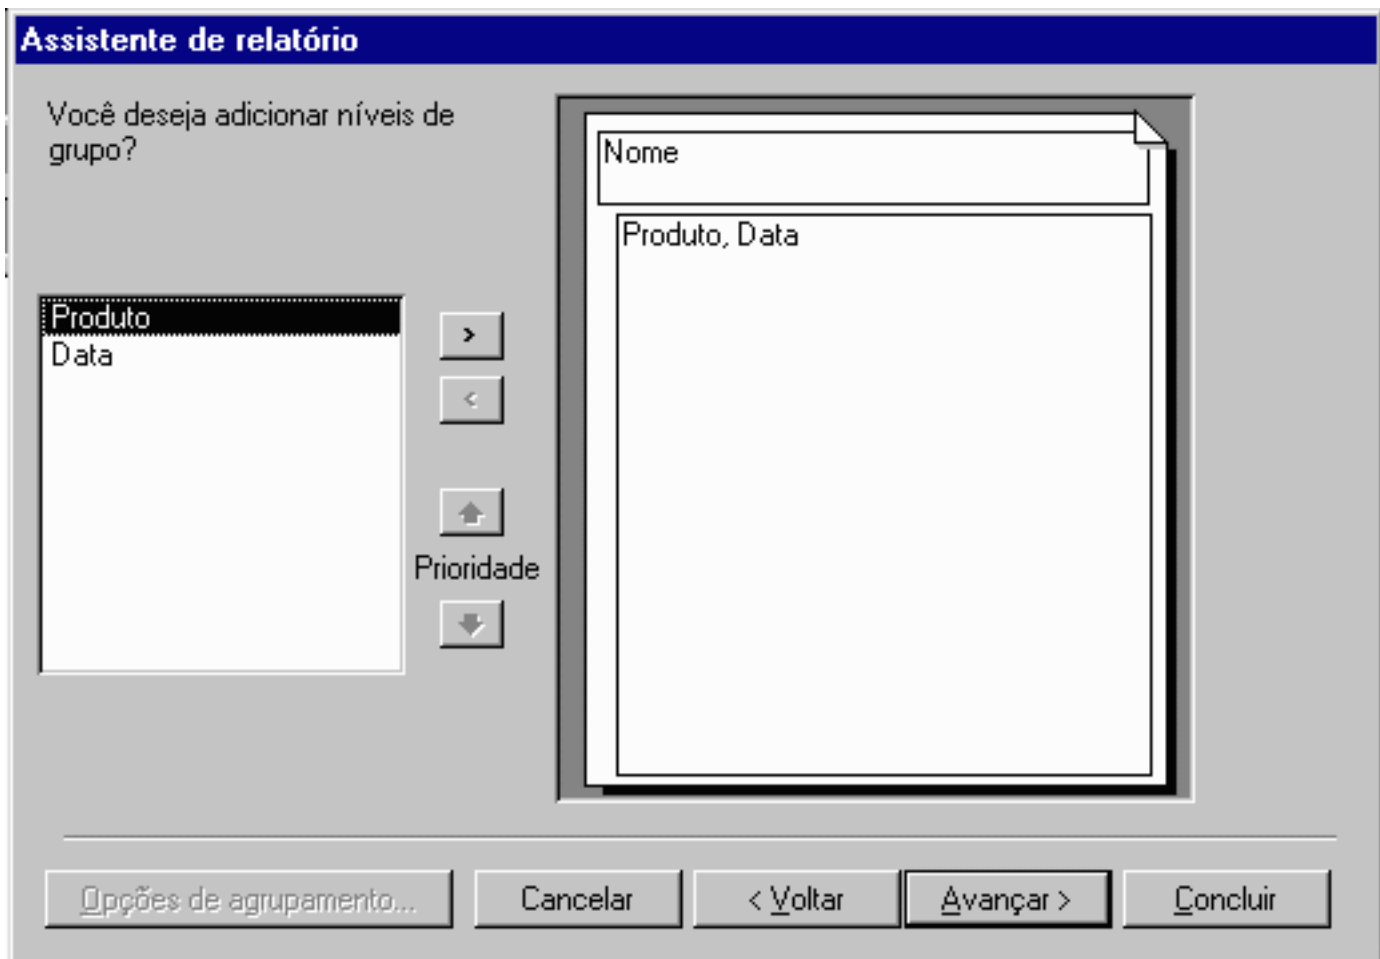 Assistente de relatório
Você deseja adicionar níveis de
grupo?
Nome
Produto, Data
Produto
Data
>
<
Prioridade
Opções de agrupamento...
Cancelar
< Voltar
Avançar >
Concluir